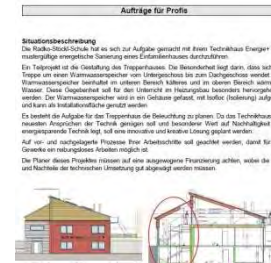 Aufträge für Profis
Situationsbeschreibung
Die Radko-Stöckl-Schule hat es sich zur Aufgabe gemacht mit ihrem Technikhaus Energie+
mustergültige energetische Sanierung eines Einfamilienhauses durchzuführen.
Ein Teilprojekt ist die Gestaltung des Treppenhauses. Die Besonderheit liegt darin, dass sich
Treppe um einen Warmwasserspeicher vom Untergeschoss bis zum Dachgeschoss wendet
Warmwasserspeicher beinhaltet im unteren Bereich kälteres und im oberen Bereich
Wasser. Diese Gegebenheit soll für den Unterricht im Heizungsbau besonders
werden. Der Warmwasserspeicher wird in ein Gehäuse gefasst, mit Isofloc (Isolierung)
und kann als Installationsfläche genutzt werden.
Es besteht die Aufgabe für das Treppenhaus die Beleuchtung zu planen. Da das Technikhaus
neuesten Ansprüchen der Technik genügen soll und besonderer Wert auf Nachhaltigkeit
energiesparende Technik legt, soll eine innovative und kreative Lösung geplant werden.
Auf vor- und nachgelagerte Prozesse Ihrer Arbeitsschritte soll geachtet werden, damit für
Gewerke ein reibungsloses Arbeiten möglich ist.
Die Planer dieses Projektes müssen auf eine ausgewogene Finanzierung achten, wobei die
und Nachteile der technischen Umsetzung gut abgewägt werden müssen.